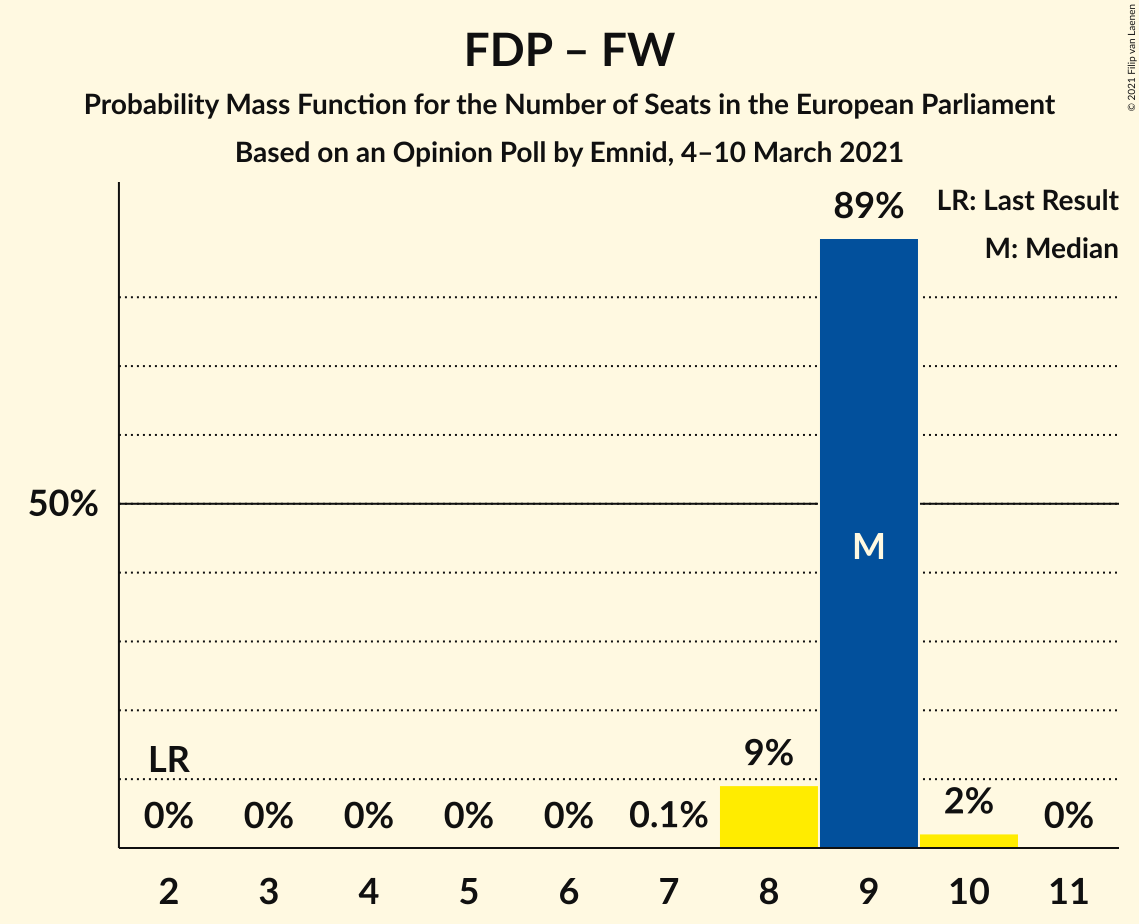 FDP – FW
Probability Mass Function for the Number of Seats in the European Parliament
Based on an Opinion Poll by Emnid, 4–10 March 2021
© 2021 Filip van Laenen
LR: Last Result
M: Median
89%
50%
M
LR
9%
0% 0% 0% 0% 0% 0.1% 2% 0%
2 3 4 5 6 7 8 9 10 11